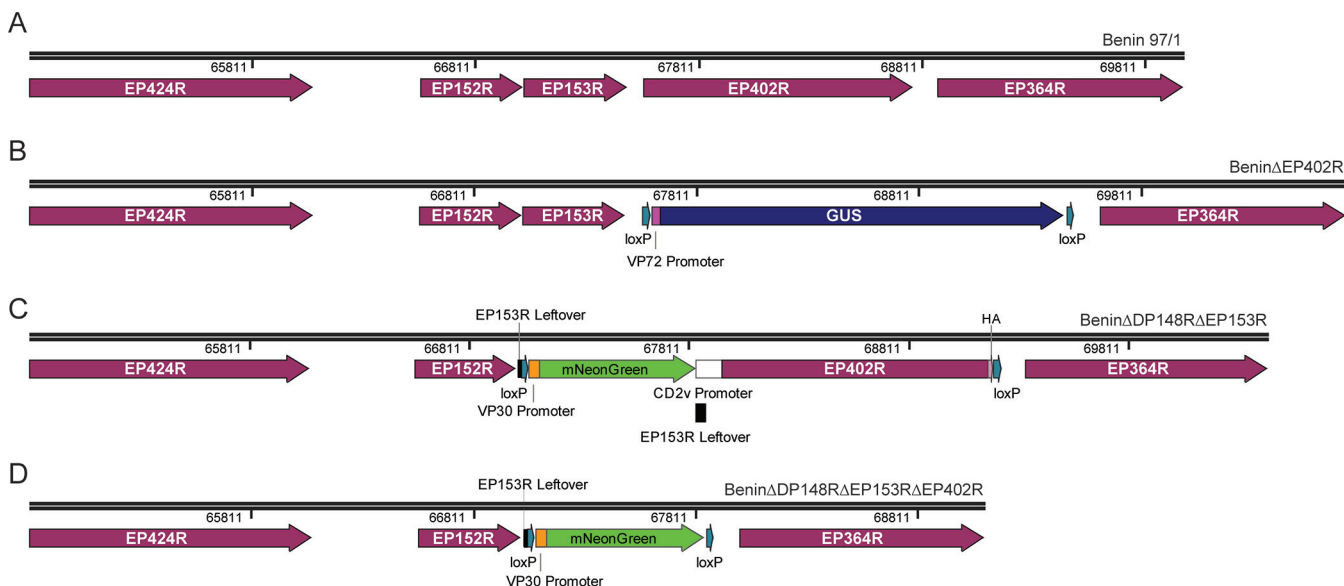 A
Benin 97/1
65811 66811 67811 68811 69811
EP424R EP152R EP153R EP402R EP364R
B
BeninΔEP402R
65811 66811 67811 68811 69811
EP424R EP152R EP153R GUS EP364R
loxP loxP
VP72 Promoter
C
EP153R Leftover HA BeninΔDP148RΔEP153R
65811 66811 67811 68811 69811
EP424R EP152R mNeonGreen EP402R EP364R
loxP CD2v Promoter loxP
VP30 Promoter
EP153R Leftover
D
EP153R Leftover BeninΔDP148RΔEP153RΔEP402R
65811 66811 67811 68811
EP424R EP152R mNeonGreen EP364R
loxP loxP
VP30 Promoter